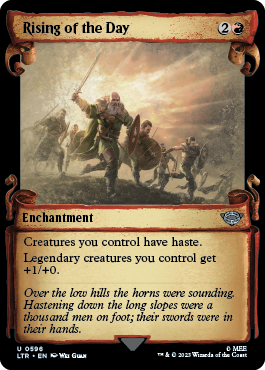 Rising of the Day 2
Enchantment
Creatures you control have haste.
Legendary creatures you control get
+1/+0.
Over the low hills the horns were sounding.
Hastening down the long slopes were a
thousand men on foot; their swords were in
their hands.
U 0596
LTR • EN Wei Guan
™ & © 2023 Wizards of the Coast